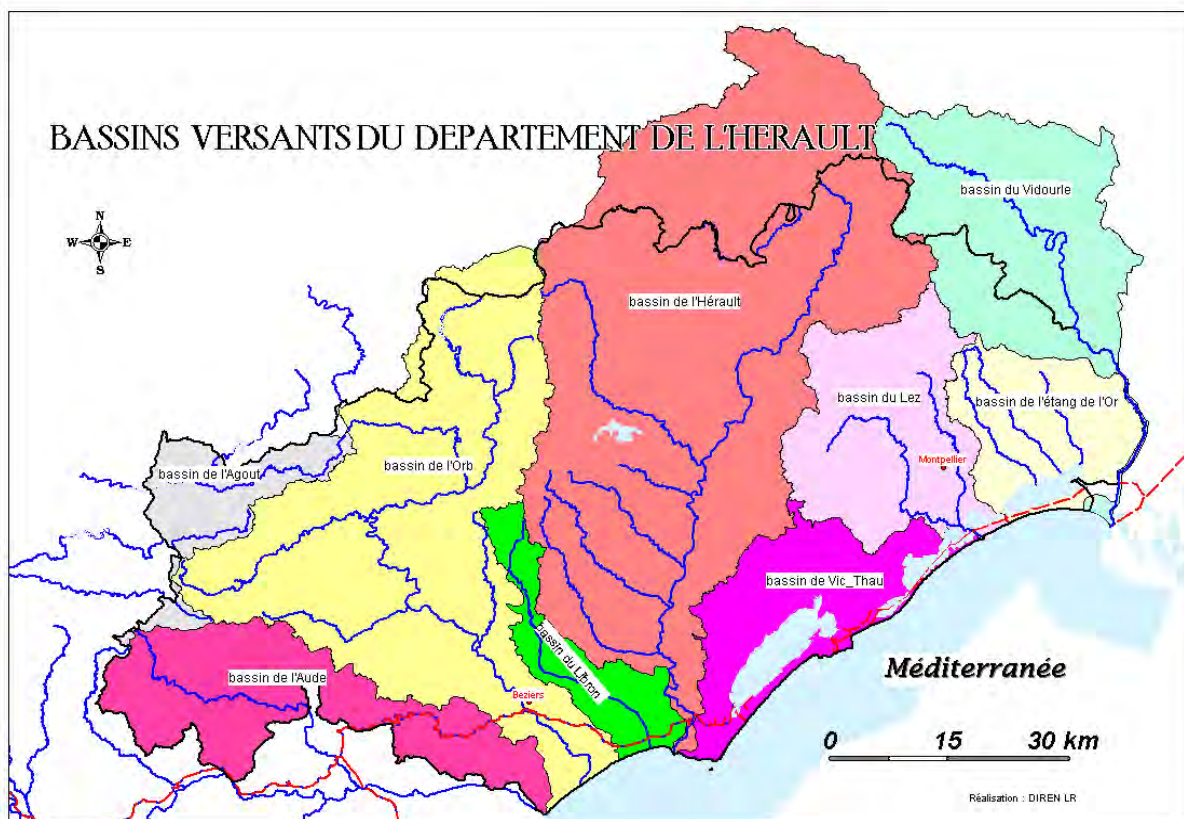 BASSINS VERSANTS DU DEPARTEMENT DE L'HERAULT
bassin du Vidourle
N
W E
S
bassin de l'Hérault
bassin du Lez
bassin de l'étang de l'Or
bassin de l'Orb
Montpellier
bassin de l'Agout
bassin de Vic_Thau
bassin du Libron
Méditerranée
bassin de l'Aude
Beziers
0 15 30 km
Réalisation : DIREN LR